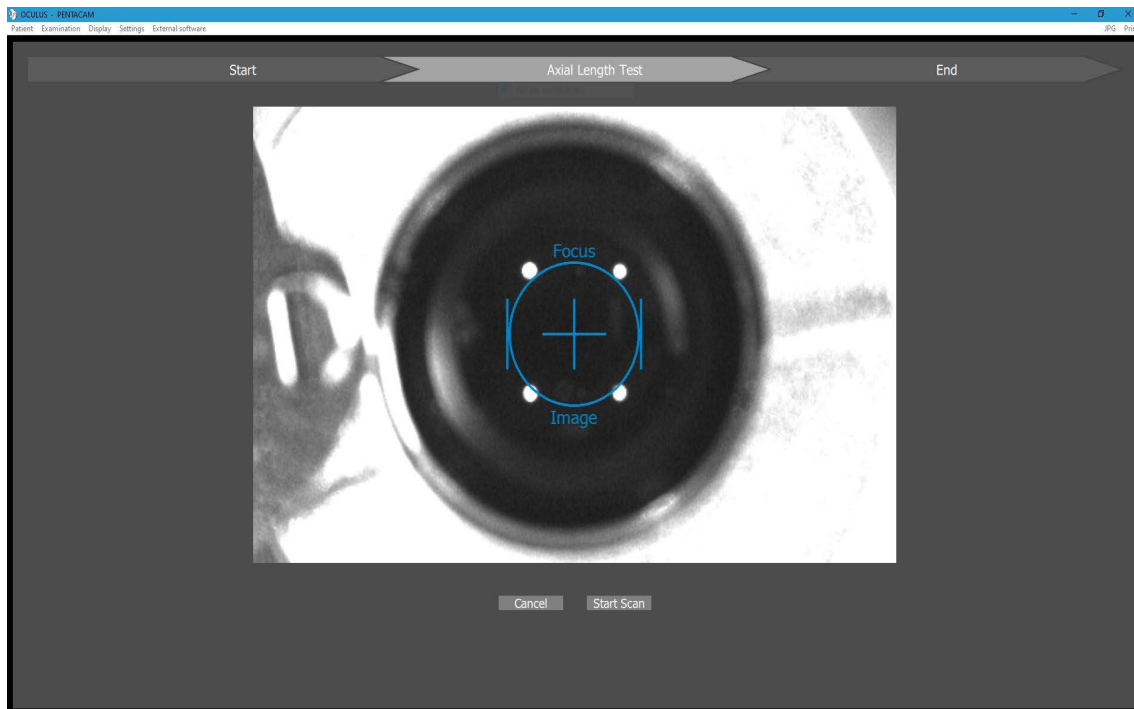 OCULUS - PENTACAM
Patient Examination Display Settings External software JPG
Start Axial Length Test End
Focus
Image
Cancel Start Scan